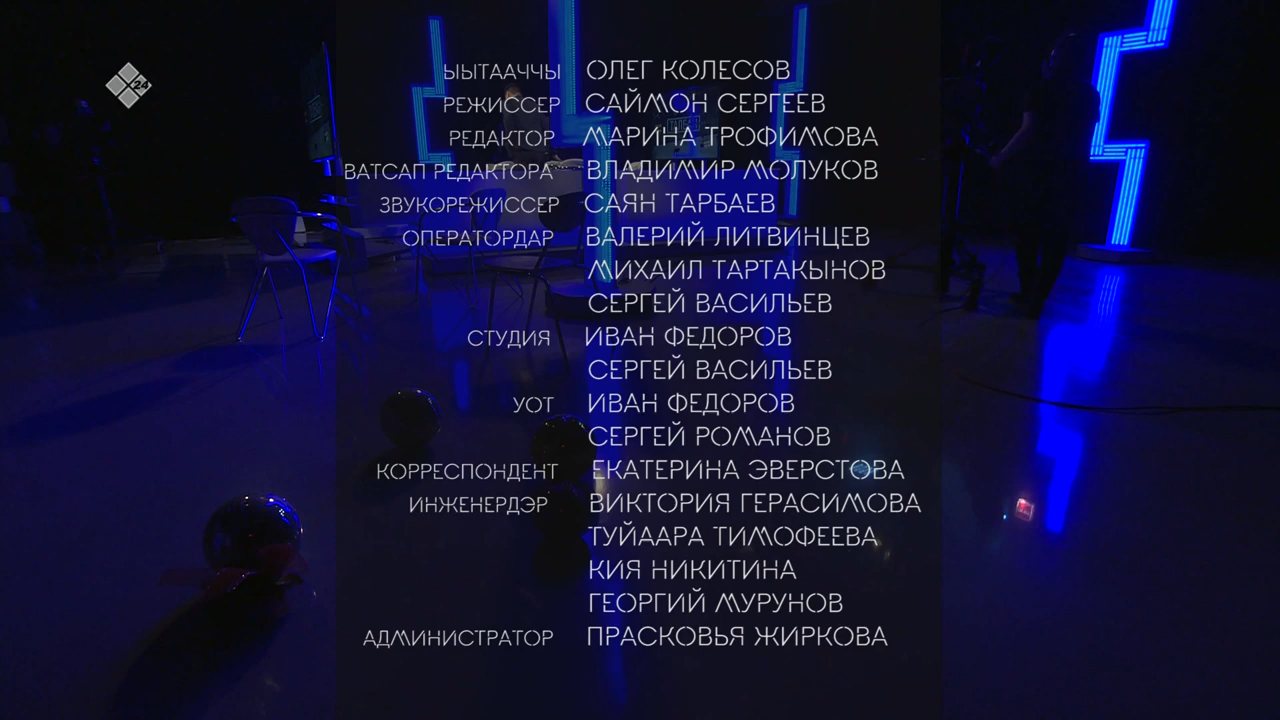 X24
ЫЫТААЧЧЫ ОЛЕГ КОЛЕСОВ
РЕЖИССЕР САЙМОН СЕРГЕЕВ
РЕДАКТОР МАРИНА ТРОФИМОВА
ВАТСАП РЕДАКТОРА ВЛАДИМИР МОЛУКОВ
ЗВУКОРЕЖИССЕР САЯН ТАРБАЕВ
ОПЕРАТОРДАР ВАЛЕРИЙ ЛИТВИНЦЕВ
МИХАИЛ ТАРТАКЫНОВ
СЕРГЕЙ ВАСИЛЬЕВ
СТУДИЯ ИВАН ФЕДОРОВ
СЕРГЕЙ ВАСИЛЬЕВ
УОТ ИВАН ФЕДОРОВ
СЕРГЕЙ РОМАНОВ
КОРРЕСПОНДЕНТ ЕКАТЕРИНА ЭВЕРСТОВА
ИНЖЕНЕРДЭР ВИКТОРИЯ ГЕРАСИМОВА
ТУЙААРА ТИМОФЕЕВА
КИЯ НИКИТИНА
ГЕОРГИЙ МУРУНОВ
АДМИНИСТРАТОР ПРАСКОВЬЯ ЖИРКОВА